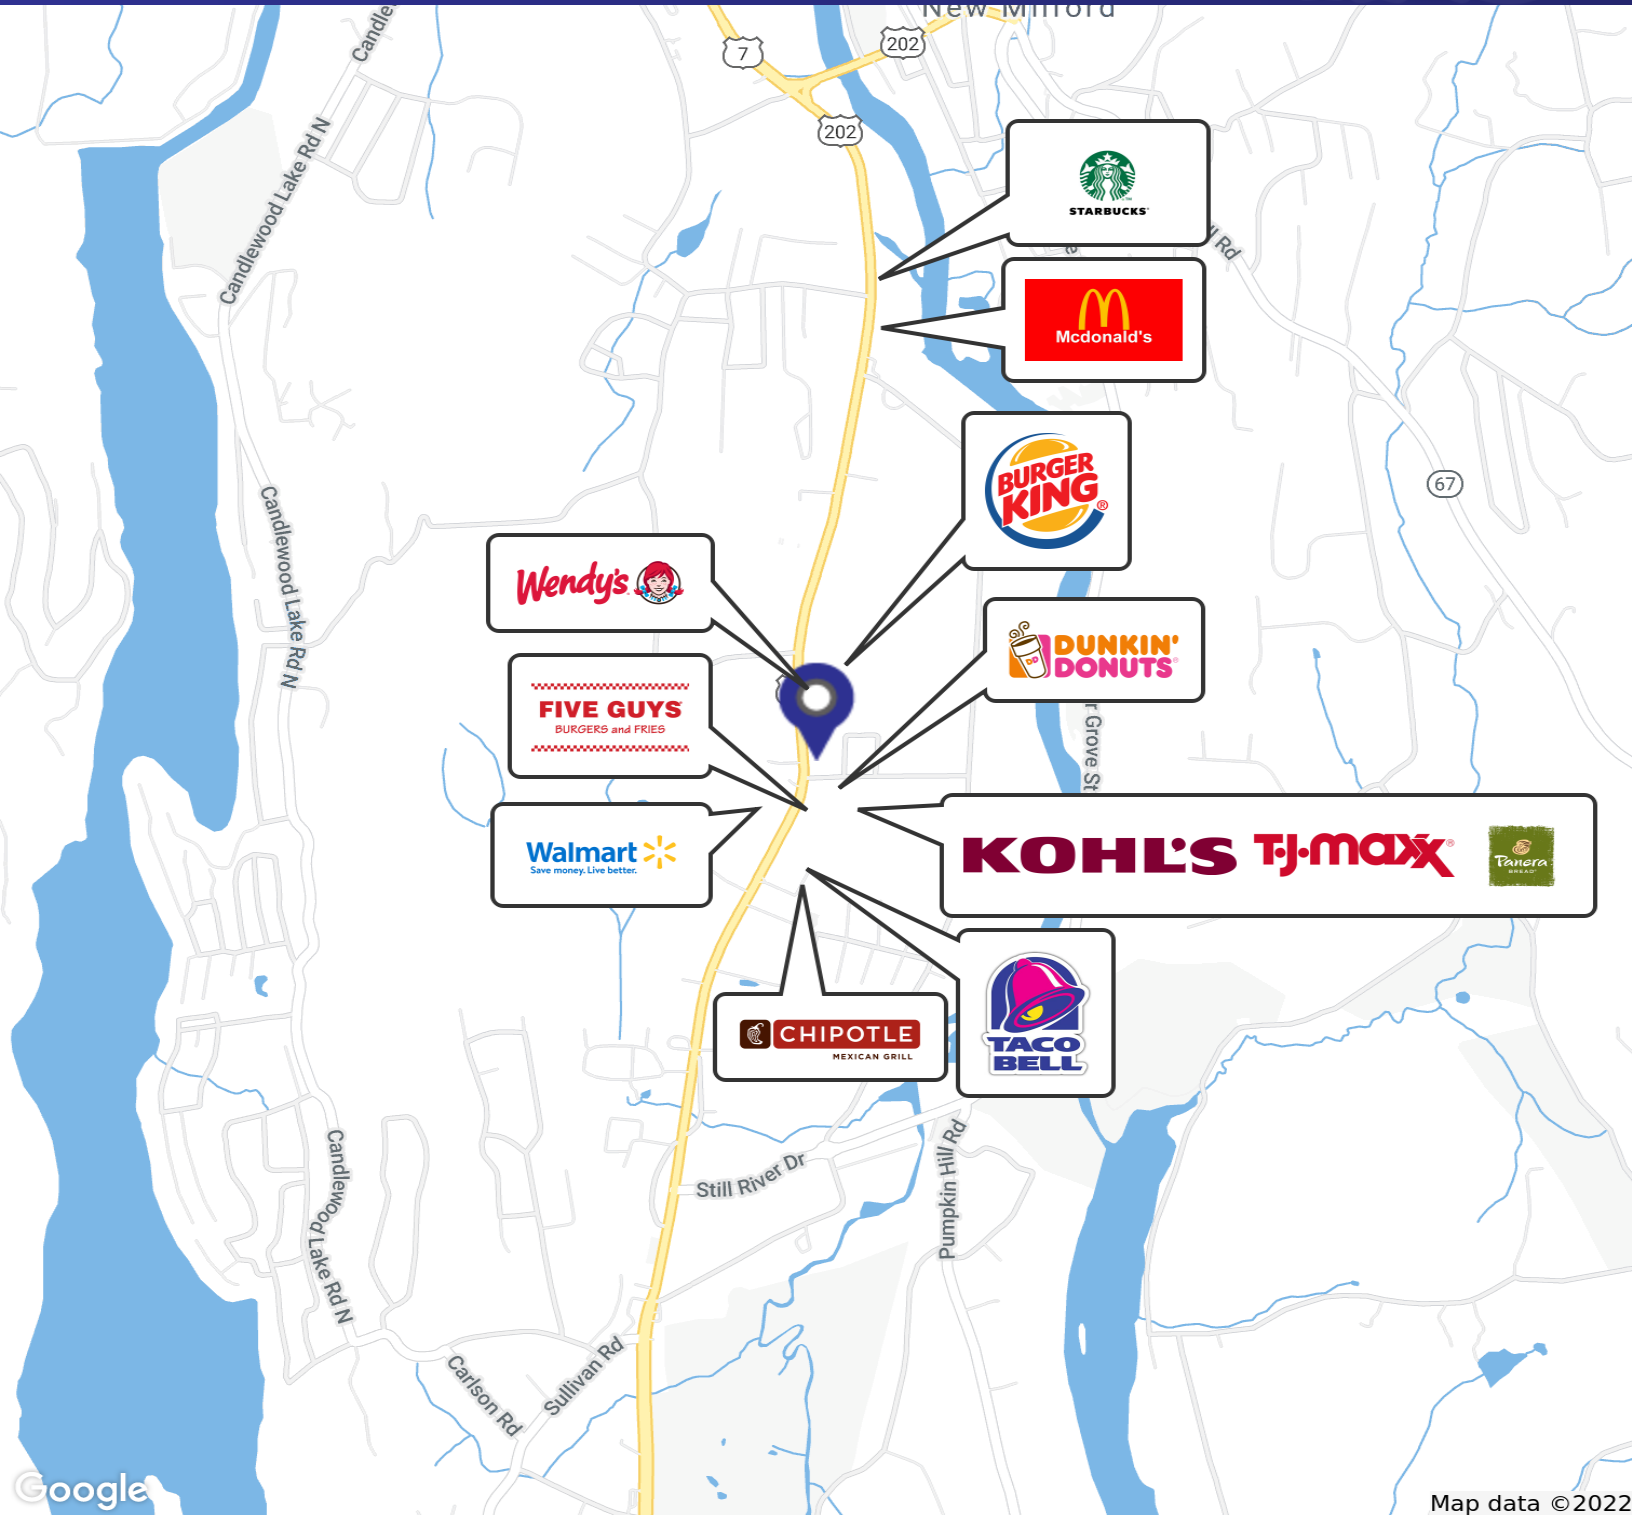 New Milford
Candle
7
202
202
Candlewood Lake Rd N
STARBUCKS
ll Rd
e
Mcdonald's
BURGER
KING
®
67
Candlewood Lake Rd N
Wendy's
DUNKIN'
DONUTS
DD
FIVE GUYS
BURGERS and FRIES
r Grove St
Walmart
Save money. Live better.
KOHL'S
T.J.maxx®
Panera
BREAD
CHIPOTLE
MEXICAN GRILL
TACO
BELL
Candlewood Lake Rd N
Still River Dr
Pumpkin Hill Rd
Carlson Rd
Sullivan Rd
Google
Map data ©2022